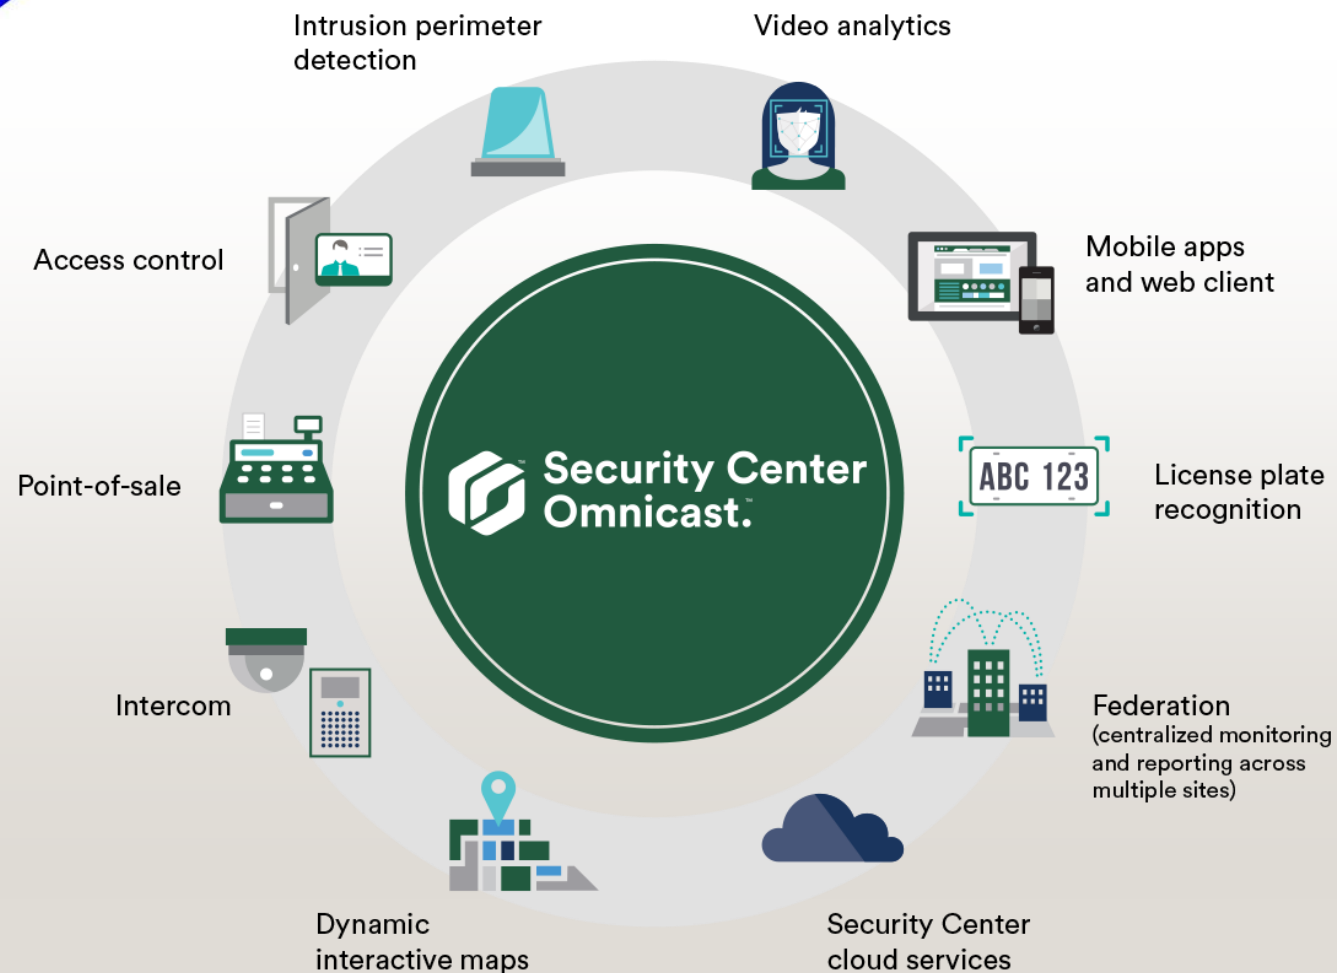 Intrusion perimeter
detection
Video analytics
Access control
Mobile apps
and web client
Point-of-sale
Security Center
Omnicast.™
ABC 123
License plate
recognition
Intercom
Federation
(centralized monitoring
and reporting across
multiple sites)
Dynamic
interactive maps
Security Center
cloud services